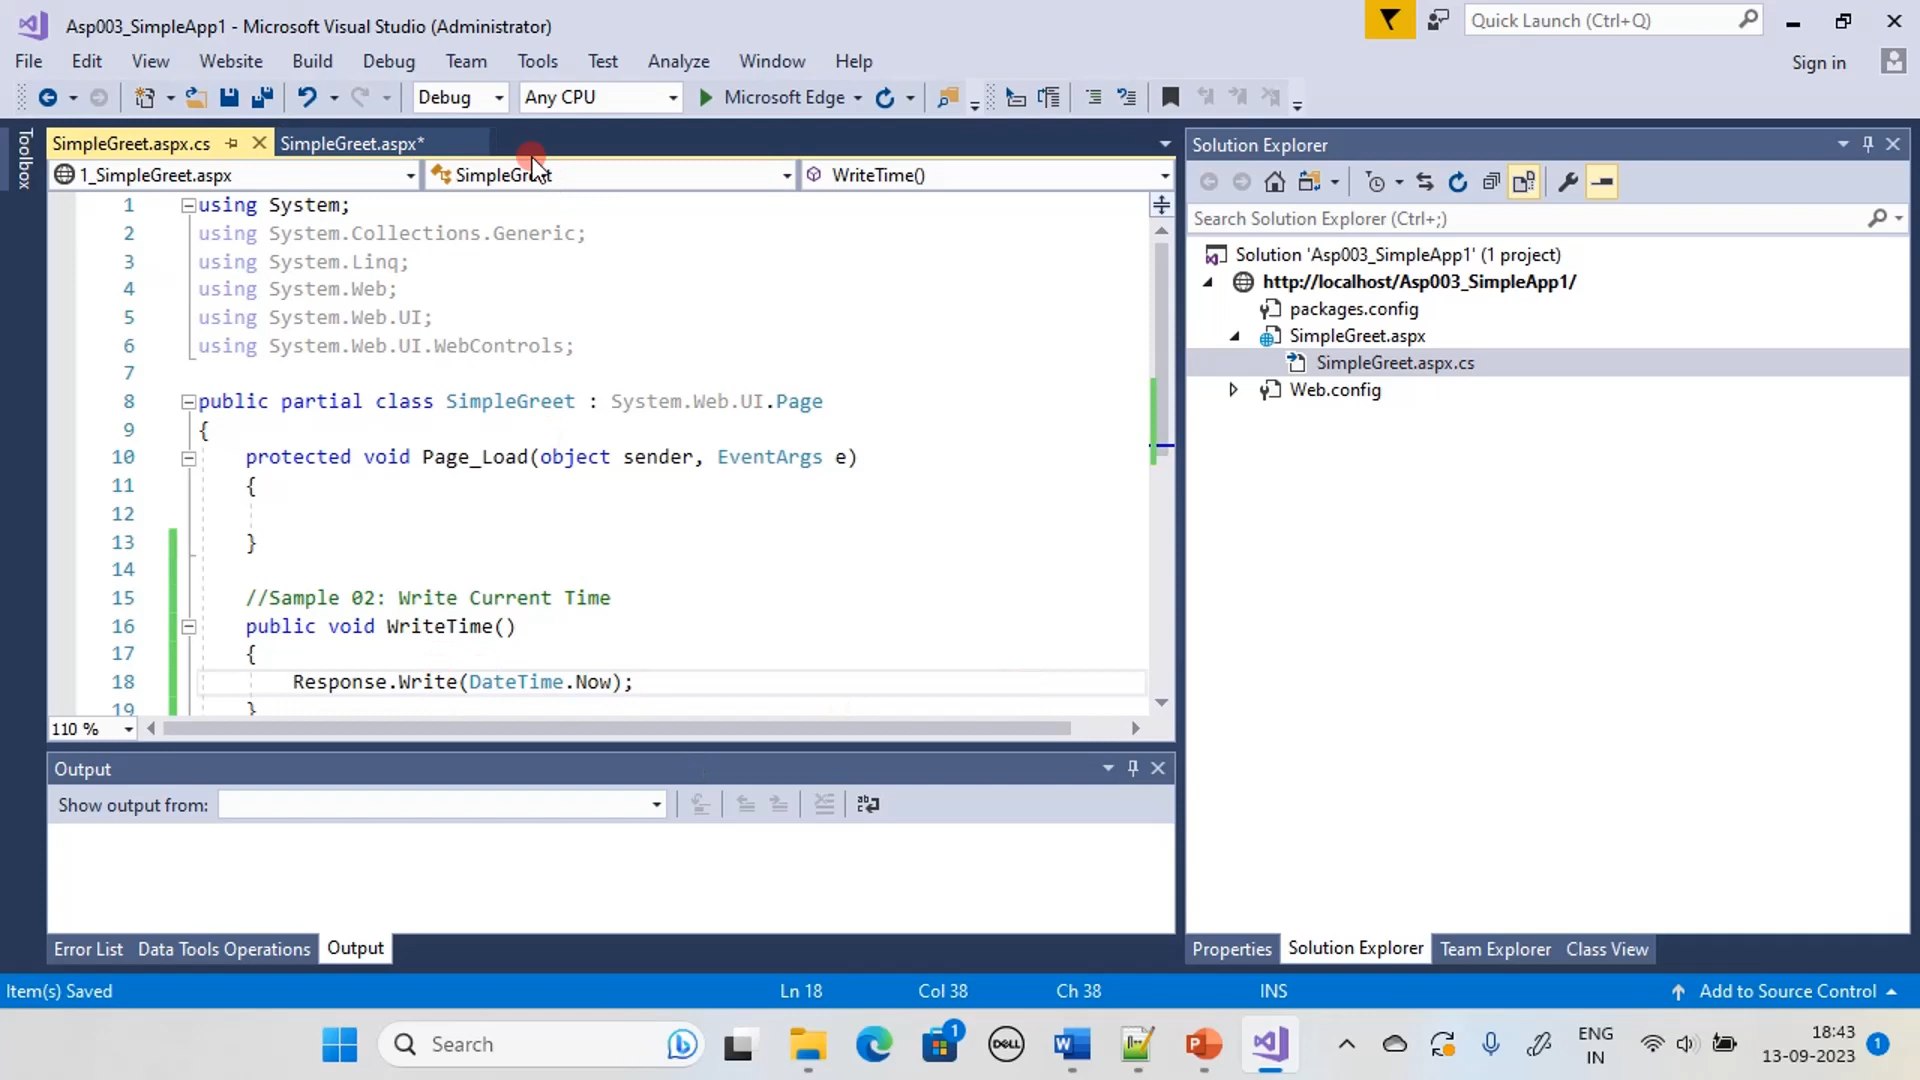 Asp003_SimpleApp1 - Microsoft Visual Studio (Administrator)
Quick Launch (Ctrl+Q)
File Edit View Website Build Debug Team Tools Test Analyze Window Help
Sign in
Debug Any CPU Microsoft Edge
Toolbox
SimpleGreet.aspx.cs SimpleGreet.aspx*
1_SimpleGreet.aspx SimpleGreet WriteTime()
1 using System;
2 using System.Collections.Generic;
3 using System.Linq;
4 using System.Web;
5 using System.Web.UI;
6 using System.Web.UI.WebControls;
7
8 public partial class SimpleGreet : System.Web.UI.Page
9 {
10 protected void Page_Load(object sender, EventArgs e)
11 {
12
13 }
14
15 //Sample 02: Write Current Time
16 public void WriteTime()
17 {
18 Response.Write(DateTime.Now);
19 }
110 %
Output
Show output from:
Error List Data Tools Operations Output
Solution Explorer
Search Solution Explorer (Ctrl+;)
Solution 'Asp003_SimpleApp1' (1 project)
http://localhost/Asp003_SimpleApp1/
packages.config
SimpleGreet.aspx
SimpleGreet.aspx.cs
Web.config
Properties Solution Explorer Team Explorer Class View
Item(s) Saved Ln 18 Col 38 Ch 38 INS Add to Source Control
Search
1
DELL
ENG
IN
18:43
13-09-2023
1